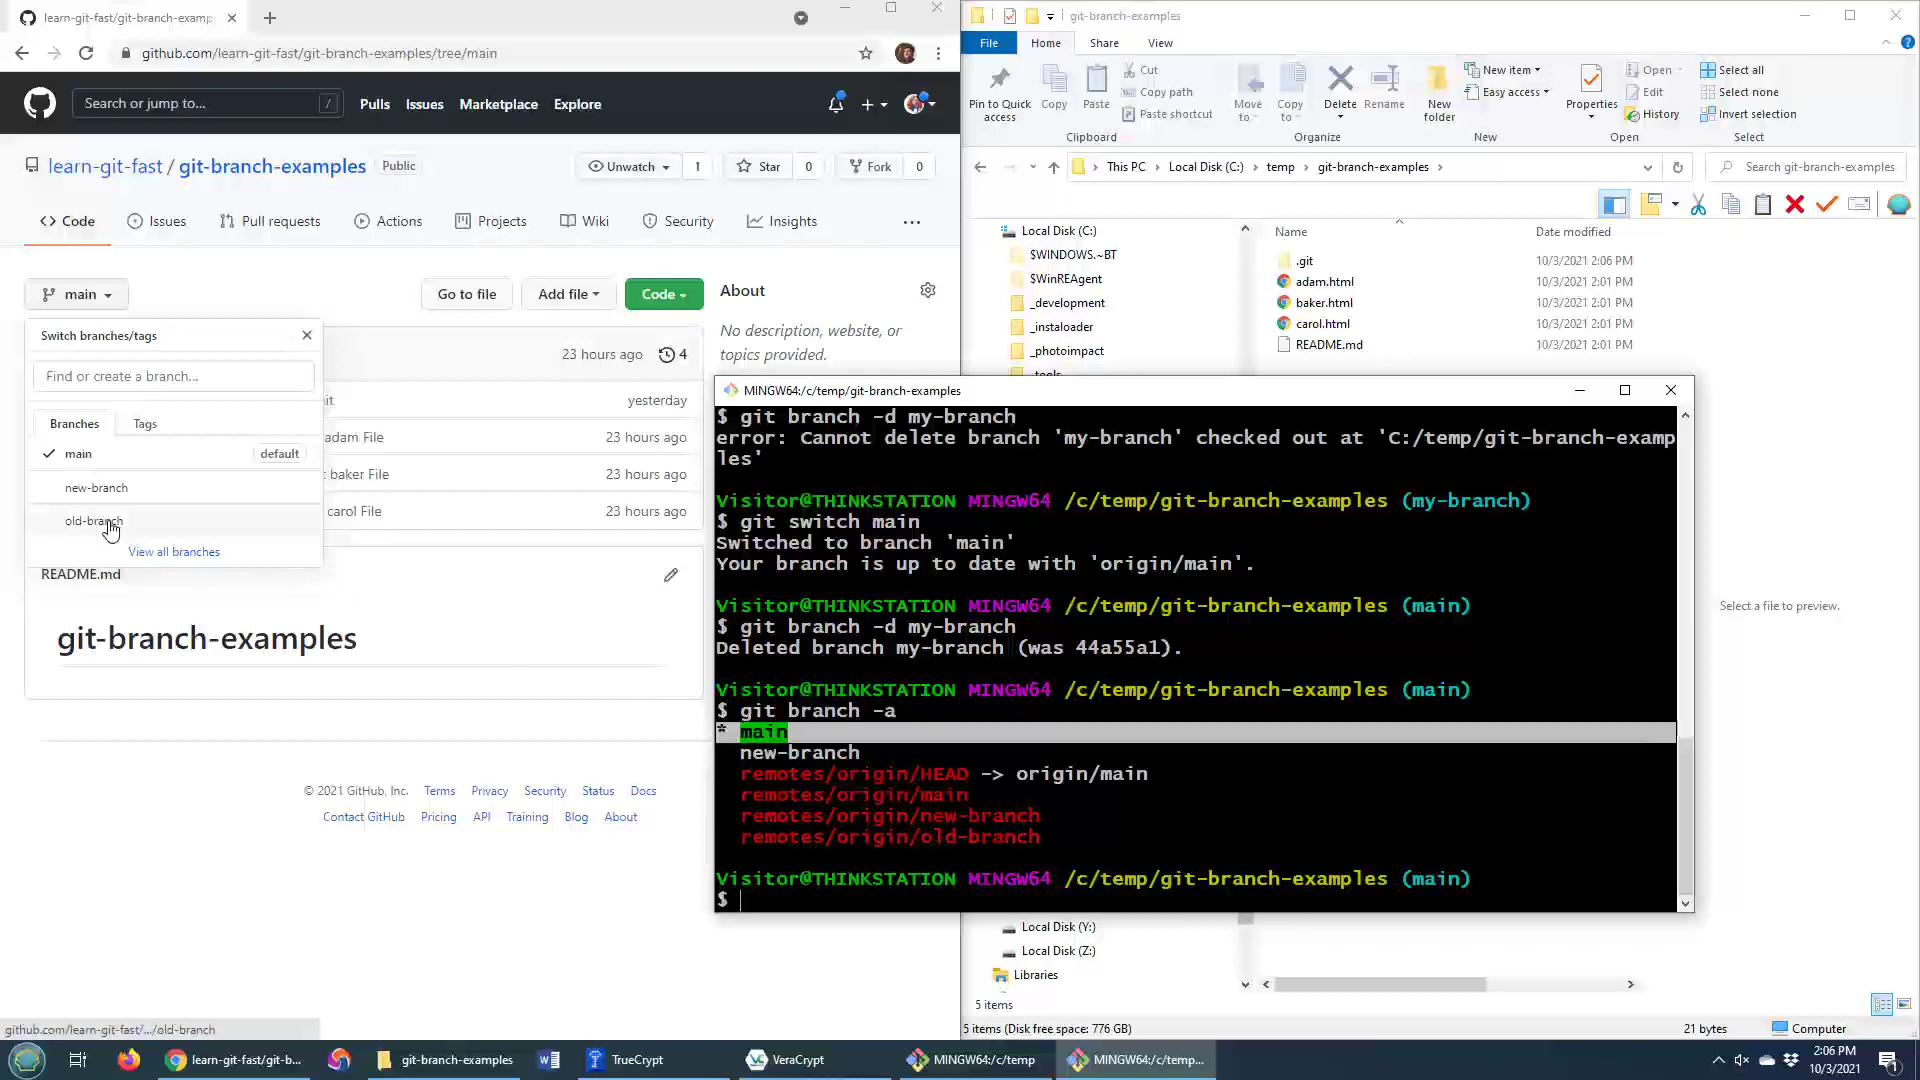 learn-git-fast/git-branch-examp
github.com/learn-git-fast/git-branch-examples/tree/main
Search or jump to...
/
Pulls
Issues
Marketplace
Explore
learn-git-fast / git-branch-examples
Public
Unwatch
1
Star
0
Fork
0
Code
Issues
Pull requests
Actions
Projects
Wiki
Security
Insights
main
Go to file
Add file
Code
Switch branches/tags
Find or create a branch...
Branches
Tags
main
default
new-branch
old-branch
View all branches
23 hours ago
4
it
yesterday
adam File
23 hours ago
baker File
23 hours ago
carol File
23 hours ago
README.md
git-branch-examples
About
No description, website, or
topics provided.
© 2021 GitHub, Inc.
Terms
Privacy
Security
Status
Docs
Contact GitHub
Pricing
API
Training
Blog
About
github.com/learn-git-fast/.../old-branch
git-branch-examples
File
Home
Share
View
Pin to Quick
access
Copy
Paste
Cut
Copy path
Paste shortcut
Clipboard
Move
to
Copy
to
Delete
Rename
Organize
New
folder
New item
Easy access
New
Properties
Open
Edit
History
Open
Select all
Select none
Invert selection
Select
This PC
Local Disk (C:)
temp
git-branch-examples
Search git-branch-examples
Local Disk (C:)
$WINDOWS.~BT
$WinREAgent
_development
_instaloader
_photoimpact
_tools
Name
Date modified
.git
10/3/2021 2:06 PM
adam.html
10/3/2021 2:01 PM
baker.html
10/3/2021 2:01 PM
carol.html
10/3/2021 2:01 PM
README.md
10/3/2021 2:01 PM
Select a file to preview.
MINGW64:/c/temp/git-branch-examples
$ git branch -d my-branch
error: Cannot delete branch 'my-branch' checked out at 'C:/temp/git-branch-examp
les'
Visitor@THINKSTATION MINGW64 /c/temp/git-branch-examples (my-branch)
$ git switch main
Switched to branch 'main'
Your branch is up to date with 'origin/main'.
Visitor@THINKSTATION MINGW64 /c/temp/git-branch-examples (main)
$ git branch -d my-branch
Deleted branch my-branch (was 44a55a1).
Visitor@THINKSTATION MINGW64 /c/temp/git-branch-examples (main)
$ git branch -a
* main
new-branch
remotes/origin/HEAD -> origin/main
remotes/origin/main
remotes/origin/new-branch
remotes/origin/old-branch
Visitor@THINKSTATION MINGW64 /c/temp/git-branch-examples (main)
$
Local Disk (Y:)
Local Disk (Z:)
Libraries
5 items
5 items (Disk free space: 776 GB)
21 bytes
Computer
learn-git-fast/git-b...
git-branch-examples
TrueCrypt
VeraCrypt
MINGW64:/c/temp
MINGW64:/c/temp...
2:06 PM
10/3/2021
1